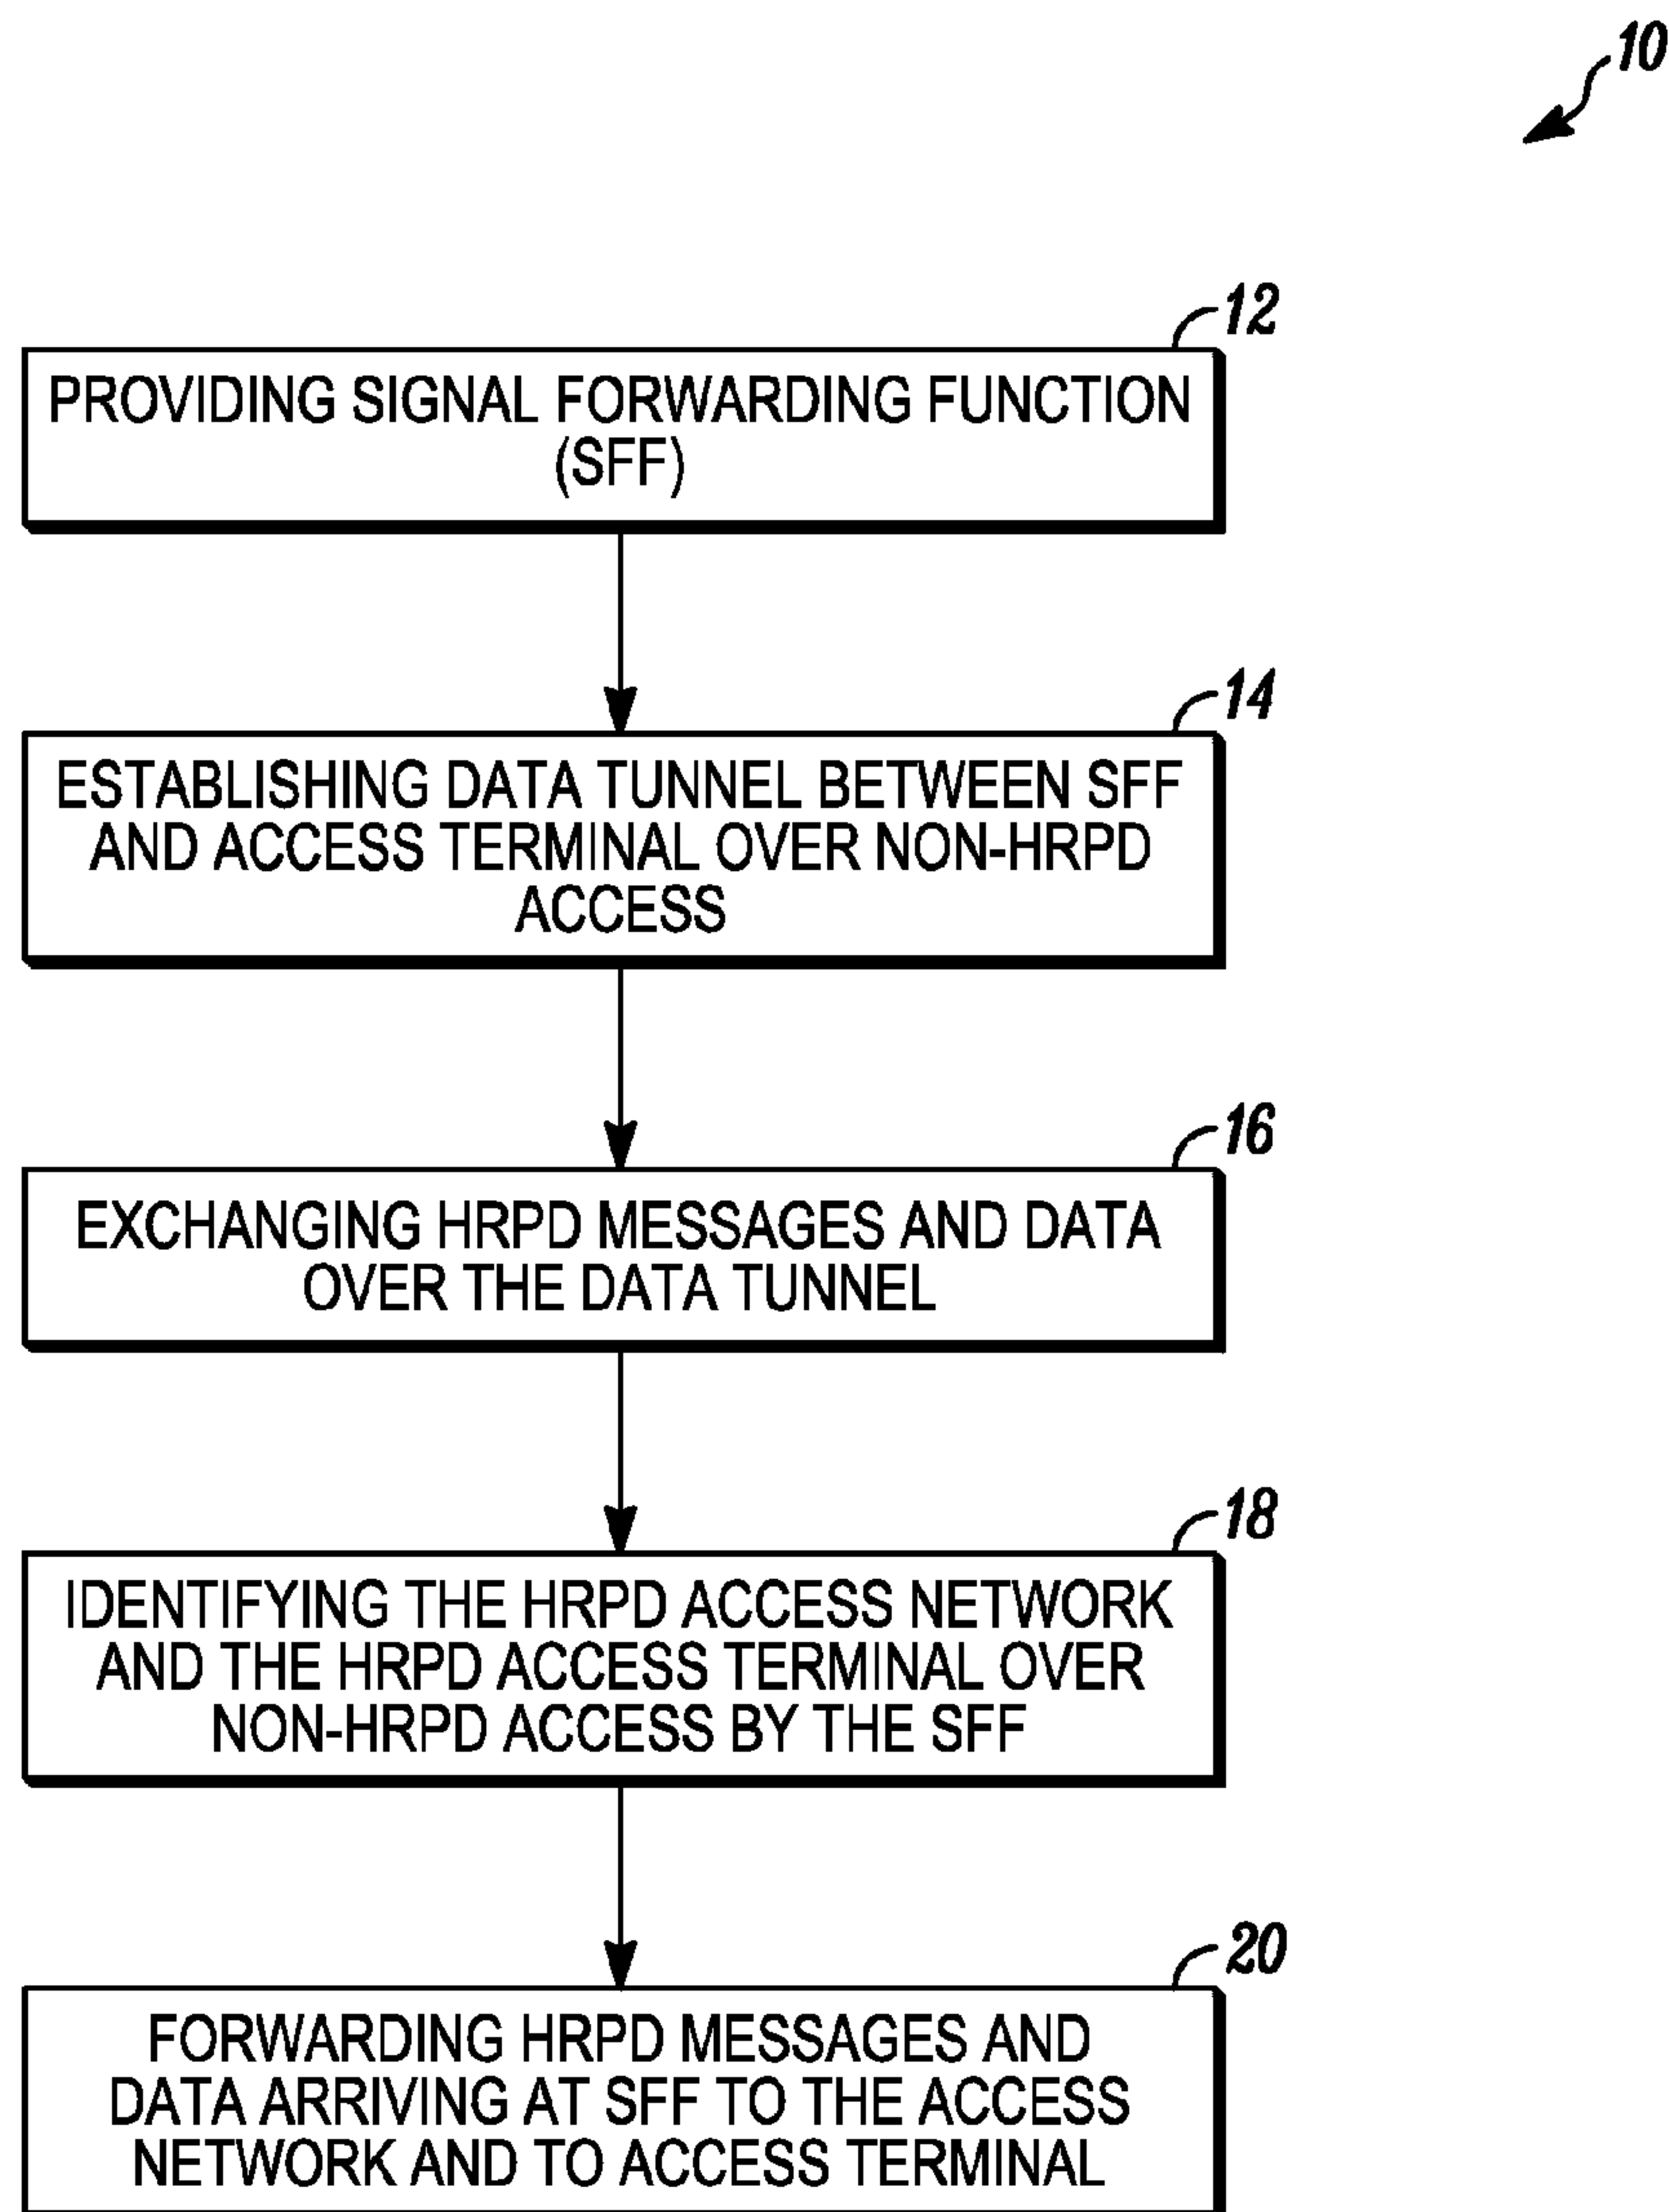 10
12
PROVIDING SIGNAL FORWARDING FUNCTION
(SFF)
14
ESTABLISHING DATA TUNNEL BETWEEN SFF
AND ACCESS TERMINAL OVER NON-HRPD
ACCESS
16
EXCHANGING HRPD MESSAGES AND DATA
OVER THE DATA TUNNEL
18
IDENTIFYING THE HRPD ACCESS NETWORK
AND THE HRPD ACCESS TERMINAL OVER
NON-HRPD ACCESS BY THE SFF
20
FORWARDING HRPD MESSAGES AND
DATA ARRIVING AT SFF TO THE ACCESS
NETWORK AND TO ACCESS TERMINAL